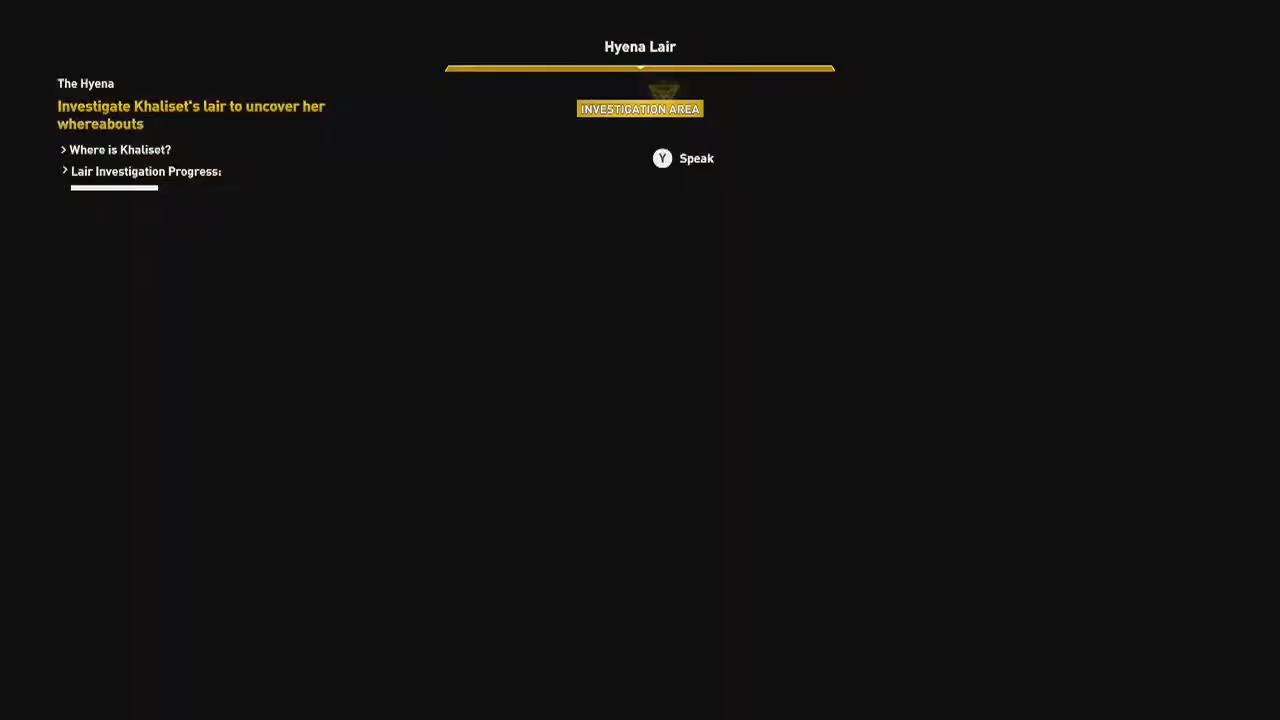 Hyena Lair
The Hyena
Investigate Khaliset's lair to uncover her
whereabouts
INVESTIGATION AREA
> Where is Khaliset?
Y Speak
> Lair Investigation Progress: